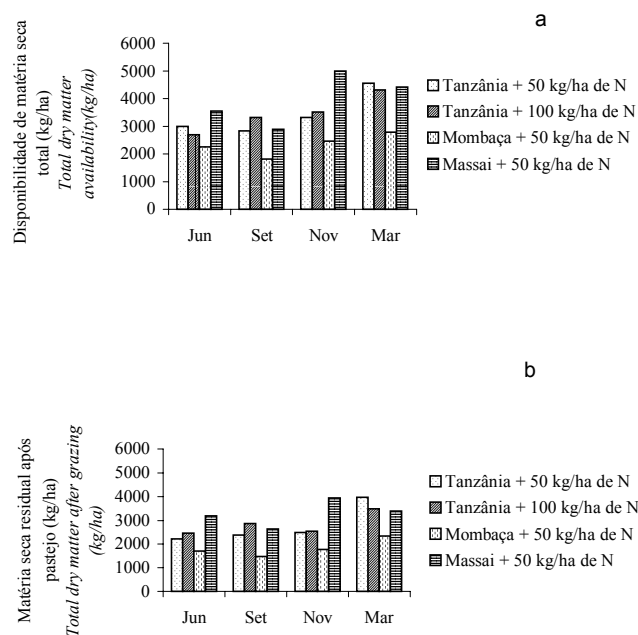 a
Disponibilidade de matéria seca
total (kg/ha)
Total dry matter
availability(kg/ha)
6000
5000
4000
3000
2000
1000
0
Jun Set Nov Mar
Tanzânia + 50 kg/ha de N
Tanzânia + 100 kg/ha de N
Mombaça + 50 kg/ha de N
Massai + 50 kg/ha de N
b
Matéria seca residual após
pastejo (kg/ha)
Total dry matter after grazing
(kg/ha)
6000
5000
4000
3000
2000
1000
0
Jun Set Nov Mar
Tanzânia + 50 kg/ha de N
Tanzânia + 100 kg/ha de N
Mombaça + 50 kg/ha de N
Massai + 50 kg/ha de N